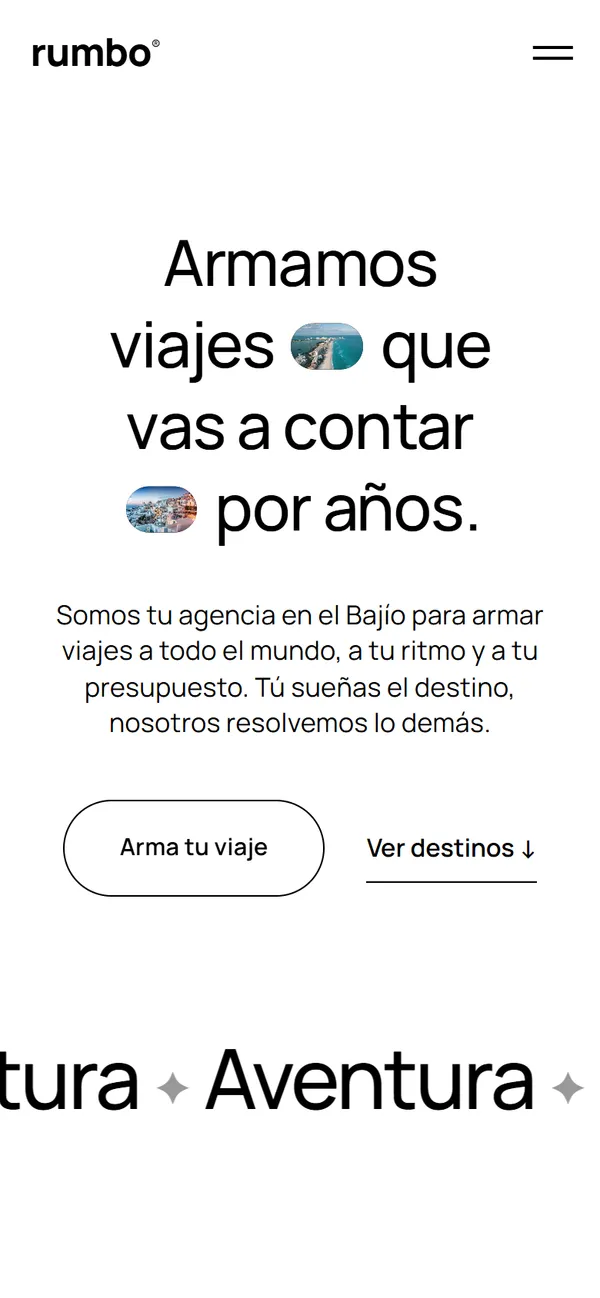 rumbo®
Armamos
viajes que
vas a contar
por años.
Somos tu agencia en el Bajío para armar
viajes a todo el mundo, a tu ritmo y a tu
presupuesto. Tú sueñas el destino,
nosotros resolvemos lo demás.
Arma tu viaje
Ver destinos ↓
tura ✦ Aventura ✦